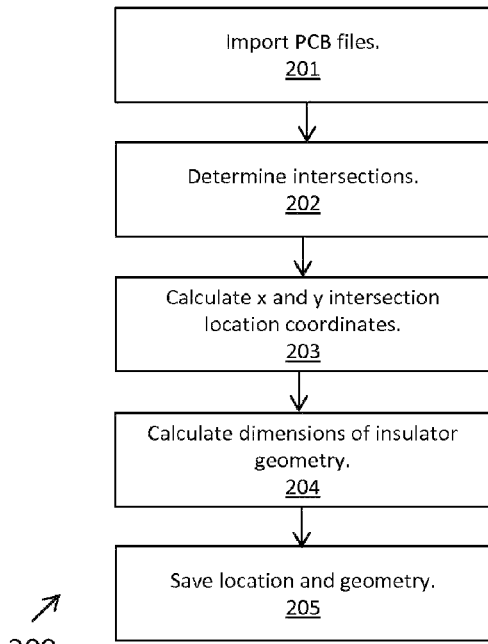 Import PCB files.
201
Determine intersections.
202
Calculate x and y intersection
location coordinates.
203
Calculate dimensions of insulator
geometry.
204
Save location and geometry.
205